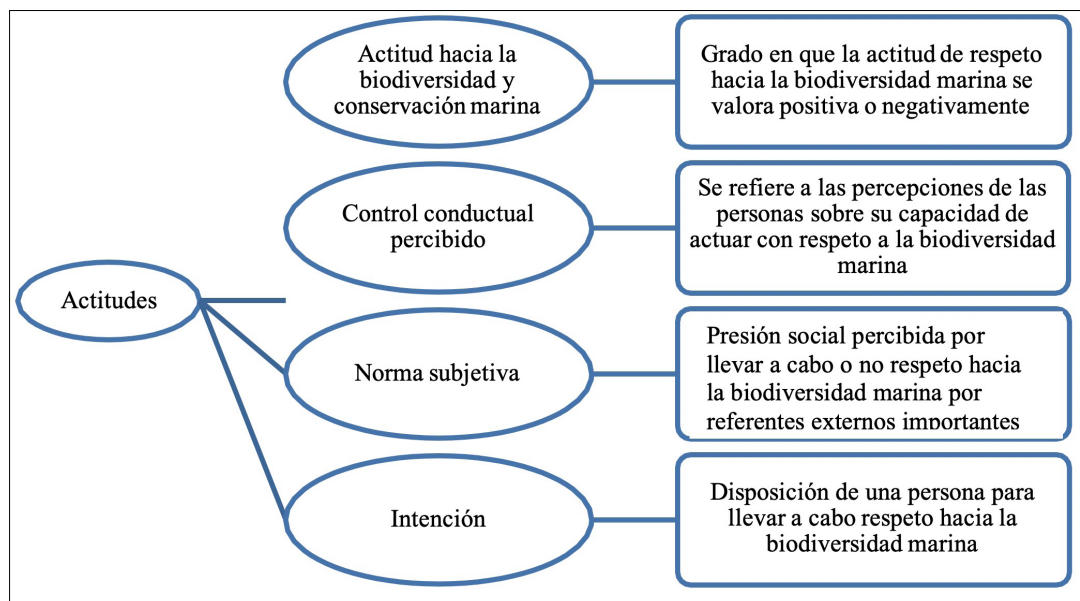 Actitud hacia la
biodiversidad y
conservación marina
Grado en que la actitud de respeto
hacia la biodiversidad marina se
valora positiva o negativamente
Control conductual
percibido
Se refiere a las percepciones de las
personas sobre su capacidad de
actuar con respeto a la biodiversidad
marina
Actitudes
Norma subjetiva
Presión social percibida por
llevar a cabo o no respeto hacia
la biodiversidad marina por
referentes externos importantes
Intención
Disposición de una persona para
llevar a cabo respeto hacia la
biodiversidad marina